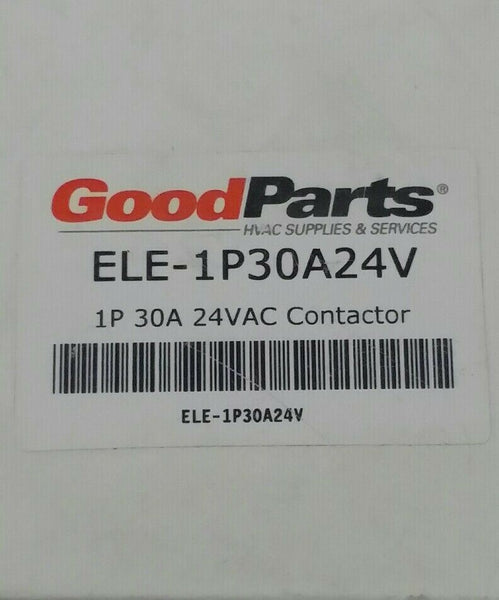 GoodParts®
HVAC SUPPLIES & SERVICES
ELE-1P30A24V
1P 30A 24VAC Contactor
ELE-1P30A24V